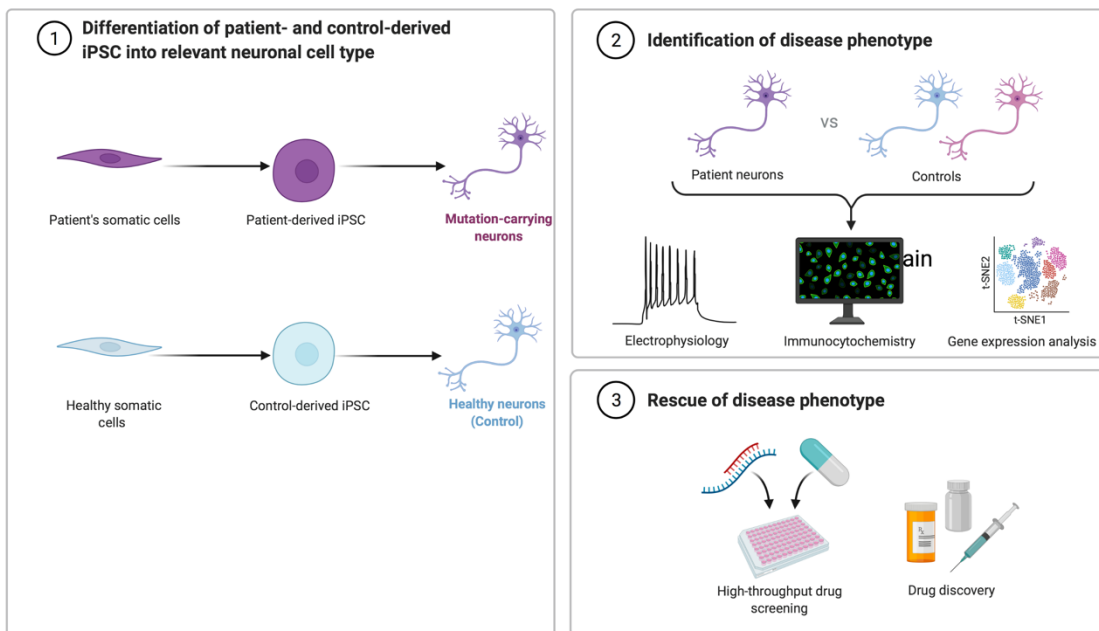 1
Differentiation of patient- and control-derived
iPSC into relevant neuronal cell type
Patient's somatic cells
Patient-derived iPSC
Mutation-carrying
neurons
Healthy somatic
cells
Control-derived iPSC
Healthy neurons
(Control)
2
Identification of disease phenotype
vs
Patient neurons
Controls
ain
t-SNE2
t-SNE1
Electrophysiology
Immunocytochemistry
Gene expression analysis
3
Rescue of disease phenotype
High-throughput drug
screening
Drug discovery